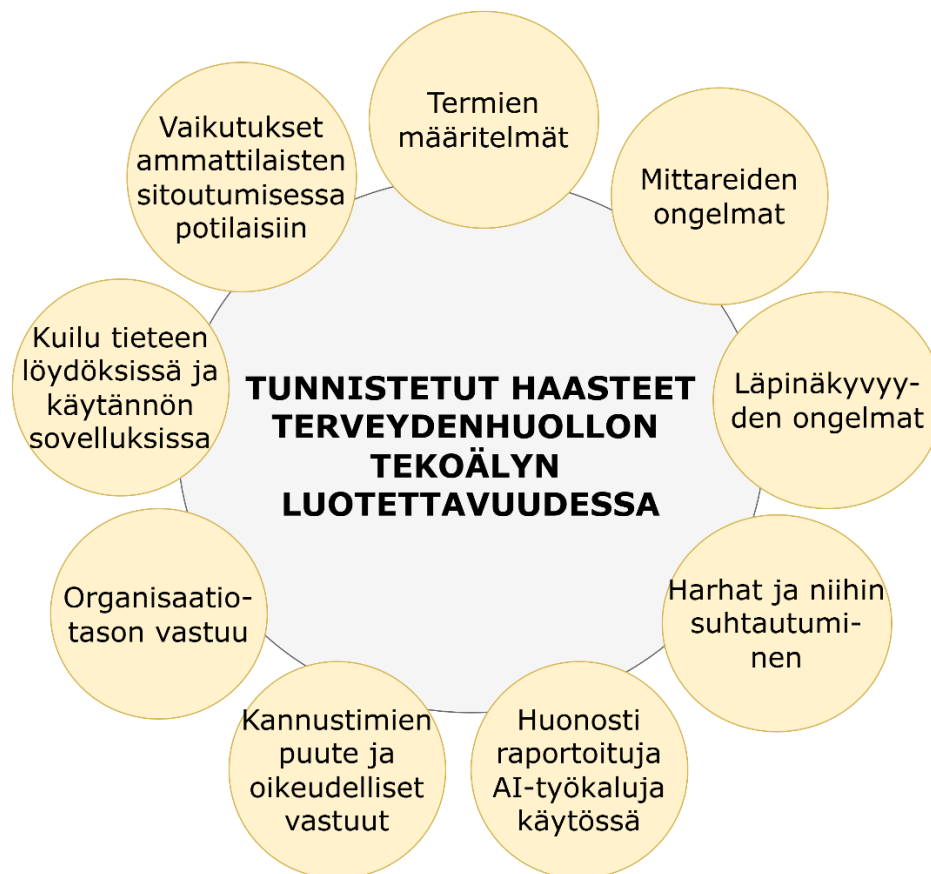 TUNNISTETUT HAASTEET
TERVEYDENHUOLLON
TEKOÄLYN
LUOTETTAVUUDESSA
Termien
määritelmät
Mittareiden
ongelmat
Läpinäkyvyy-
den ongelmat
Harhat ja niihin
suhtautumi-
nen
Huonosti
raportoituja
AI-työkaluja
käytössä
Kannustimien
puute ja
oikeudelliset
vastuut
Organisaatio-
tason vastuu
Kuilu tieteen
löydöksissä ja
käytännön
sovelluksissa
Vaikutukset
ammattilaisten
sitoutumisessa
potilaisiin